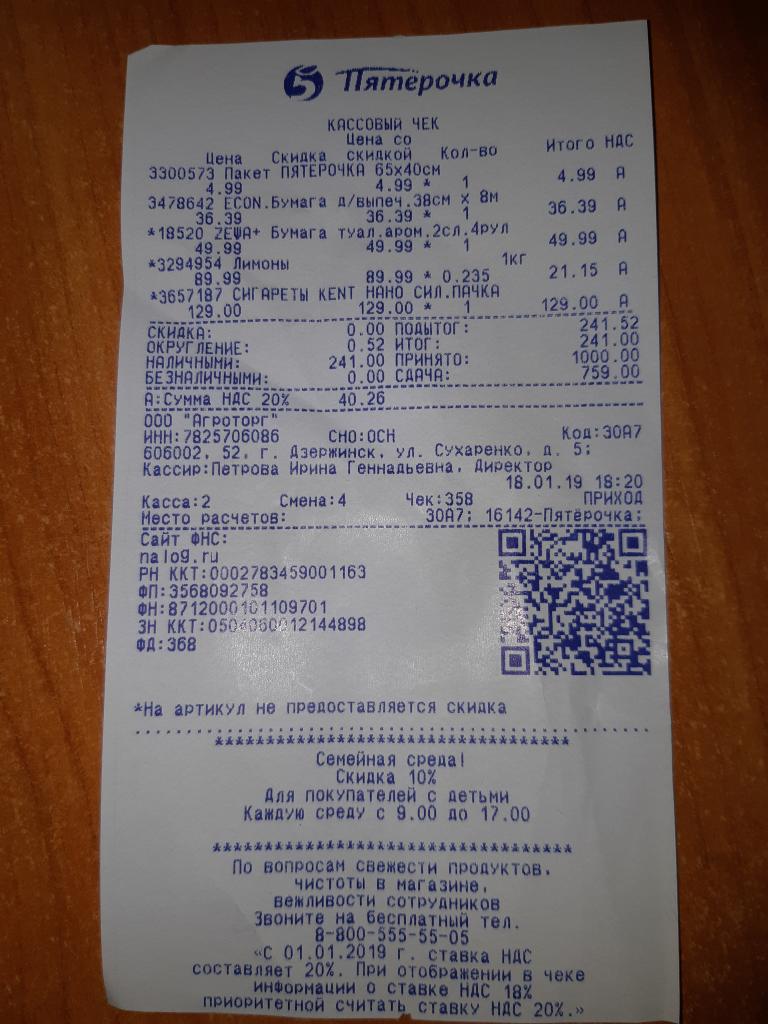 5 Пятёрочка
КАССОВЫЙ ЧЕК
Цена со
Цена Скидка скидкой Кол-во Итого НДС
3300573 Пакет ПЯТЕРОЧКА 65х40см
4.99 4.99 * 1 4.99 А
3478642 ECON.Бумага д/выпеч.38см х 8м
36.39 36.39 * 1 36.39 А
*18520 ZEWA+ Бумага туал.аром.2сл.4рул
49.99 49.99 * 1 49.99 А
*3294954 Лимоны 1кг
89.99 89.99 * 0.235 21.15 А
*3657187 СИГАРЕТЫ KENT НАНО СИЛ.ПАЧКА
129.00 129.00 * 1 129.00 А
СКИДКА: 0.00 ПОДЫТОГ: 241.52
ОКРУГЛЕНИЕ: 0.52 ИТОГ: 241.00
НАЛИЧНЫМИ: 241.00 ПРИНЯТО: 1000.00
БЕЗНАЛИЧНЫМИ: 0.00 СДАЧА: 759.00
А:Сумма НДС 20% 40.26
ООО "Агроторг"
ИНН:7825706086 СНО:ОСН Код:30А7
606002, 52, г. Дзержинск, ул. Сухаренко, д. 5;
Кассир:Петрова Ирина Геннадьевна, Директор
18.01.19 18:20
Касса:2 Смена:4 Чек:358 ПРИХОД
Место расчетов: 30А7; 16142-Пятёрочка;
Сайт ФНС:
nalog.ru
РН ККТ:0002783459001163
ФП:3568092758
ФН:8712000101109701
ЗН ККТ:0504060012144898
ФД:368
*На артикул не предоставляется скидка
Семейная среда!
Скидка 10%
Для покупателей с детьми
Каждую среду с 9.00 до 17.00
По вопросам свежести продуктов,
чистоты в магазине,
вежливости сотрудников
Звоните на бесплатный тел.
8-800-555-55-05
«С 01.01.2019 г. ставка НДС
составляет 20%. При отображении в чеке
информации о ставке НДС 18%
приоритетной считать ставку НДС 20%.»